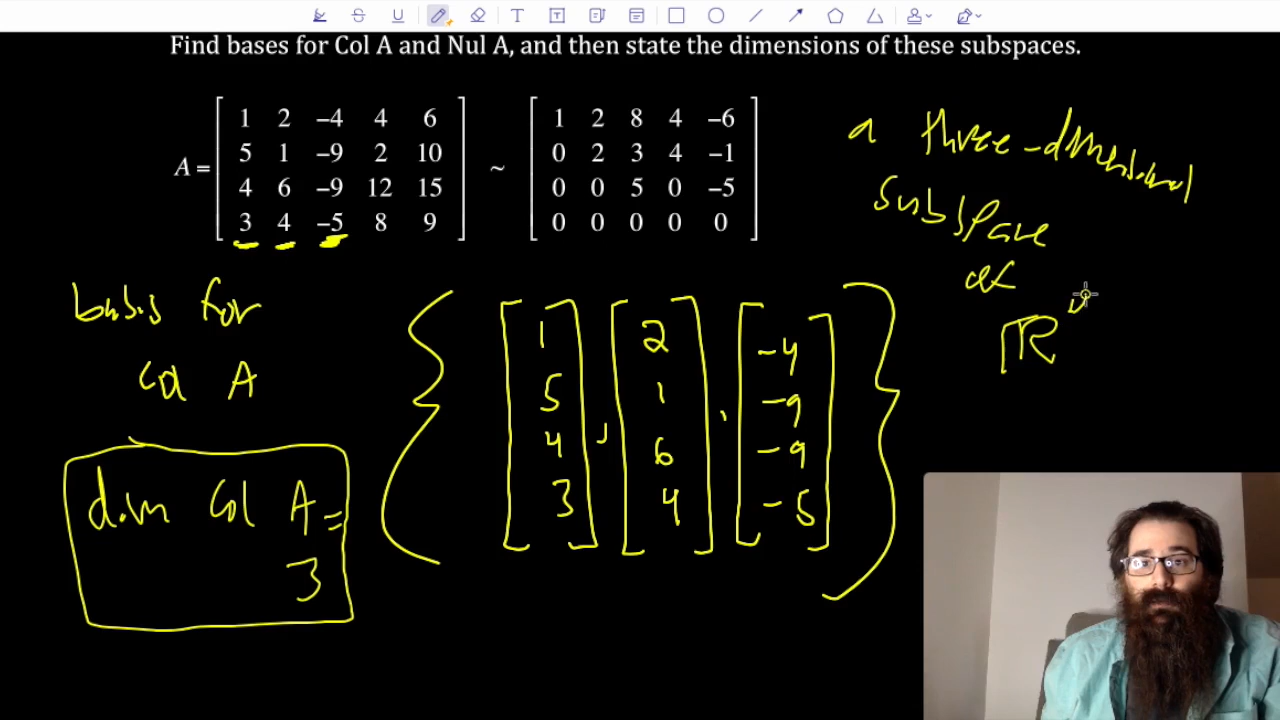 Find bases for Col A and Nul A, and then state the dimensions of these subspaces.
A = [ 1 2 −4 4 6 ~ 1 2 8 4 −6
5 1 −9 2 10 0 2 3 4 −1
4 6 −9 12 15 0 0 5 0 −5
3 4 −5 8 9 ] 0 0 0 0 0
a three-dimensional
subspace
of
ℝ
basis for
Col A
{ [ 1 5 4 3 ] , [ 2 1 6 4 ] , [ −4 −9 −9 −5 ] }
dim Col A =
3